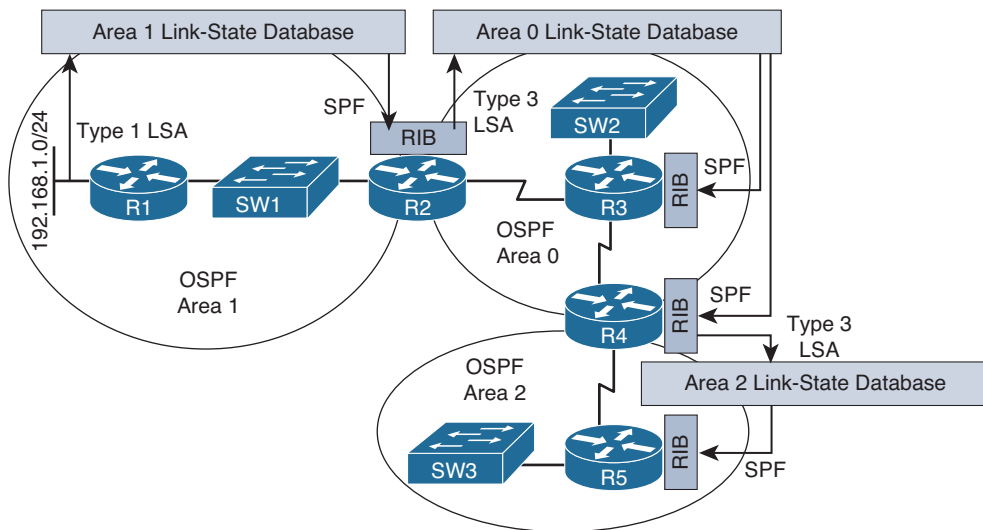 Area 1 Link-State Database
Area 0 Link-State Database
SPF
Type 3
LSA
RIB
SW2
192.168.1.0/24
Type 1 LSA
R1
SW1
R2
R3
RIB
SPF
OSPF
Area 0
OSPF
Area 1
R4
RIB
SPF
Type 3
LSA
OSPF
Area 2
Area 2 Link-State Database
SW3
R5
RIB
SPF